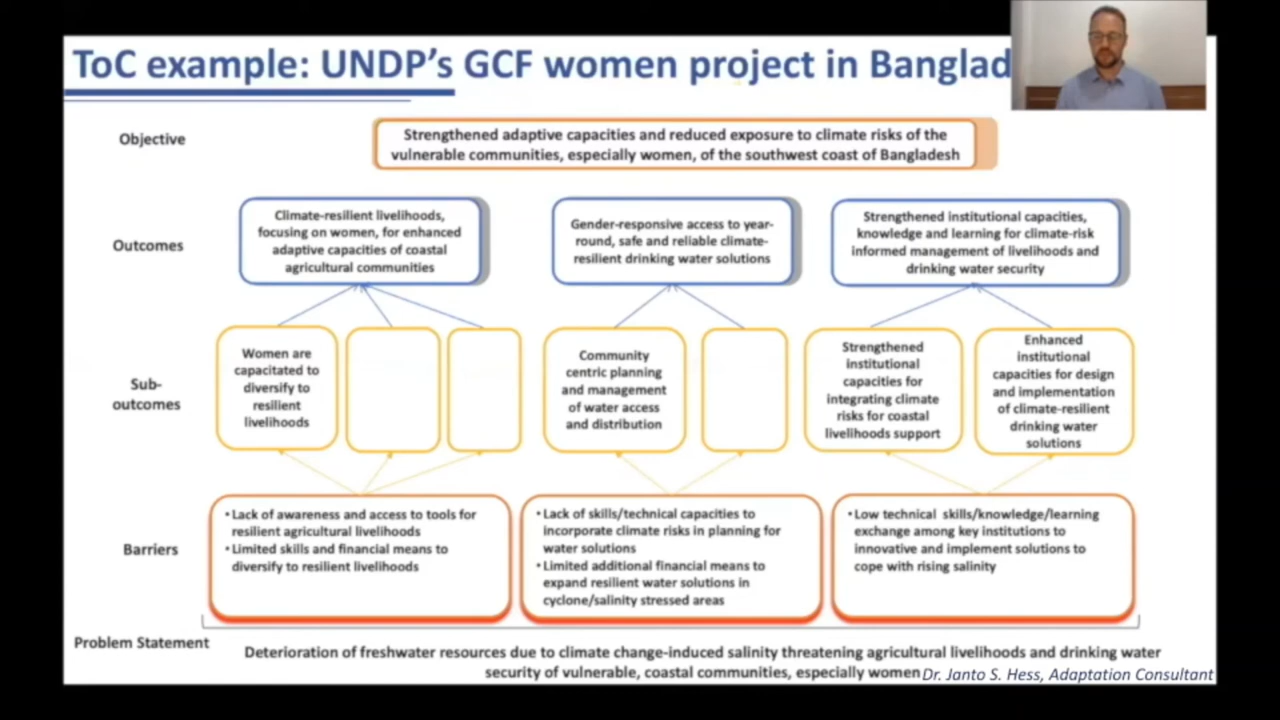 ToC example: UNDP's GCF women project in Banglad
Objective
Strengthened adaptive capacities and reduced exposure to climate risks of the
vulnerable communities, especially women, of the southwest coast of Bangladesh
Outcomes
Climate-resilient livelihoods,
focusing on women, for enhanced
adaptive capacities of coastal
agricultural communities
Gender-responsive access to year-
round, safe and reliable climate-
resilient drinking water solutions
Strengthened institutional capacities,
knowledge and learning for climate-risk
informed management of livelihoods and
drinking water security
Sub-
outcomes
Women are
capacitated to
diversify to
resilient
livelihoods
Community
centric planning
and management
of water access
and distribution
Strengthened
institutional
capacities for
integrating climate
risks for coastal
livelihoods support
Enhanced
institutional
capacities for design
and implementation
of climate-resilient
drinking water
solutions
Barriers
• Lack of awareness and access to tools for
resilient agricultural livelihoods
• Limited skills and financial means to
diversify to resilient livelihoods
• Lack of skills/technical capacities to
incorporate climate risks in planning for
water solutions
• Limited additional financial means to
expand resilient water solutions in
cyclone/salinity stressed areas
• Low technical skills/knowledge/learning
exchange among key institutions to
innovative and implement solutions to
cope with rising salinity
Problem Statement
Deterioration of freshwater resources due to climate change-induced salinity threatening agricultural livelihoods and drinking water
security of vulnerable, coastal communities, especially women
Dr. Janto S. Hess, Adaptation Consultant